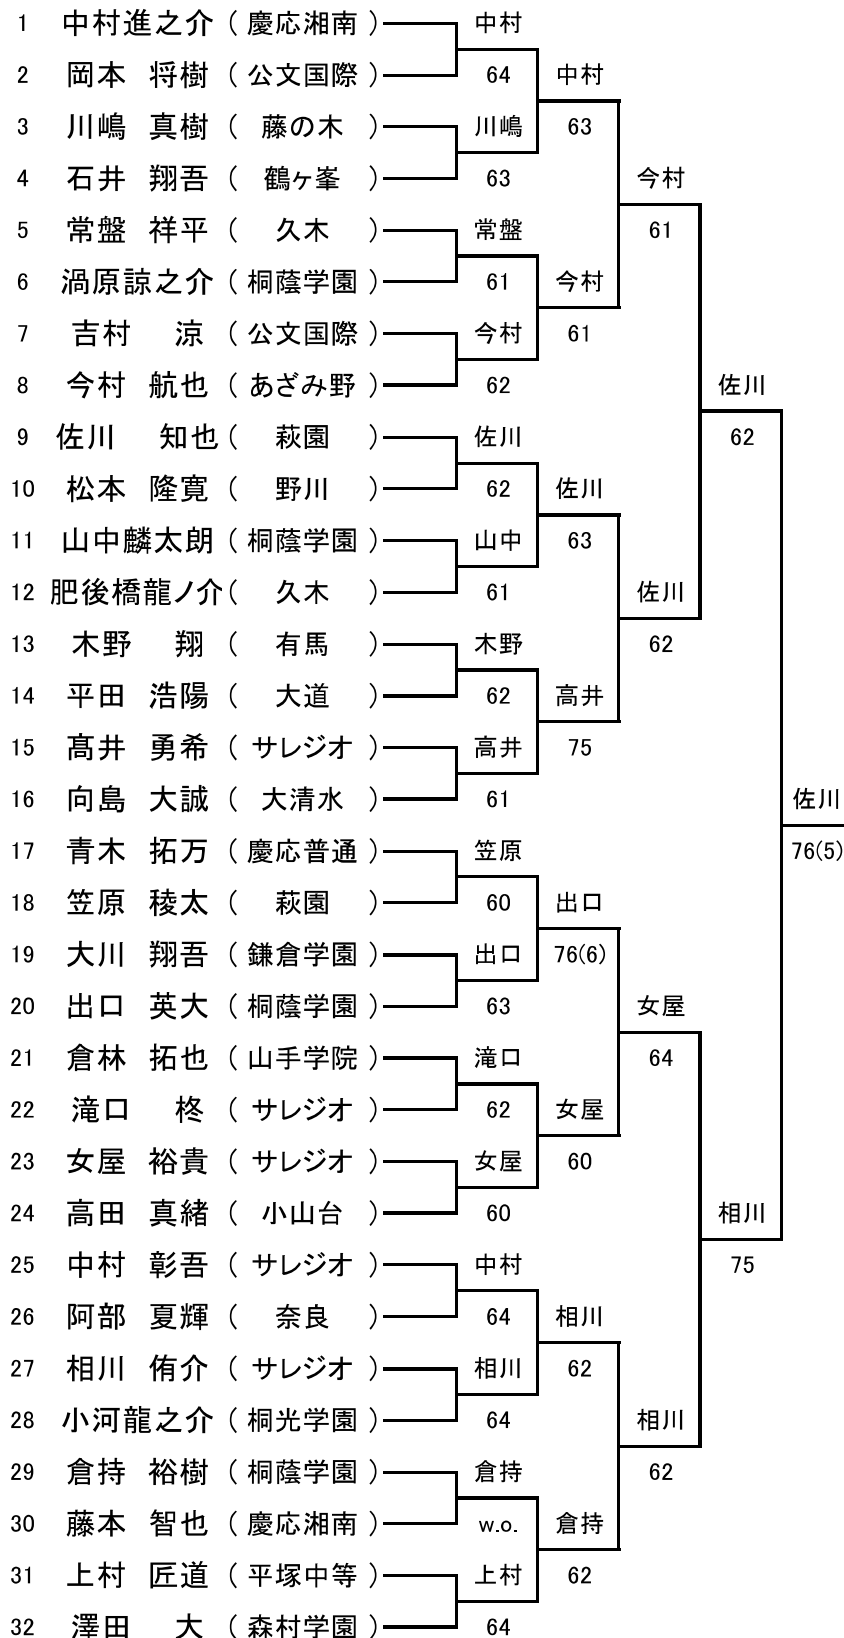 1 中村進之介 ( 慶応湘南 ) 中村
2 岡本 将樹 ( 公文国際 ) 64 中村
3 川嶋 真樹 ( 藤の木 ) 川嶋 63
4 石井 翔吾 ( 鶴ヶ峯 ) 63 今村
5 常盤 祥平 ( 久木 ) 常盤 61
6 渦原諒之介 ( 桐蔭学園 ) 61 今村
7 吉村 涼 ( 公文国際 ) 今村 61
8 今村 航也 ( あざみ野 ) 62 佐川
9 佐川 知也 ( 萩園 ) 佐川 62
10 松本 隆寛 ( 野川 ) 62 佐川
11 山中麟太朗 ( 桐蔭学園 ) 山中 63
12 肥後橋龍ノ介 ( 久木 ) 61 佐川
13 木野 翔 ( 有馬 ) 木野 62
14 平田 浩陽 ( 大道 ) 62 高井
15 髙井 勇希 ( サレジオ ) 高井 75
16 向島 大誠 ( 大清水 ) 61 佐川
17 青木 拓万 ( 慶応普通 ) 笠原 76(5)
18 笠原 稜太 ( 萩園 ) 60 出口
19 大川 翔吾 ( 鎌倉学園 ) 出口 76(6)
20 出口 英大 ( 桐蔭学園 ) 63 女屋
21 倉林 拓也 ( 山手学院 ) 滝口 64
22 滝口 柊 ( サレジオ ) 62 女屋
23 女屋 裕貴 ( サレジオ ) 女屋 60
24 高田 真緒 ( 小山台 ) 60 相川
25 中村 彰吾 ( サレジオ ) 中村 75
26 阿部 夏輝 ( 奈良 ) 64 相川
27 相川 侑介 ( サレジオ ) 相川 62
28 小河龍之介 ( 桐光学園 ) 64 相川
29 倉持 裕樹 ( 桐蔭学園 ) 倉持 62
30 藤本 智也 ( 慶応湘南 ) w.o. 倉持
31 上村 匠道 ( 平塚中等 ) 上村 62
32 澤田 大 ( 森村学園 ) 64